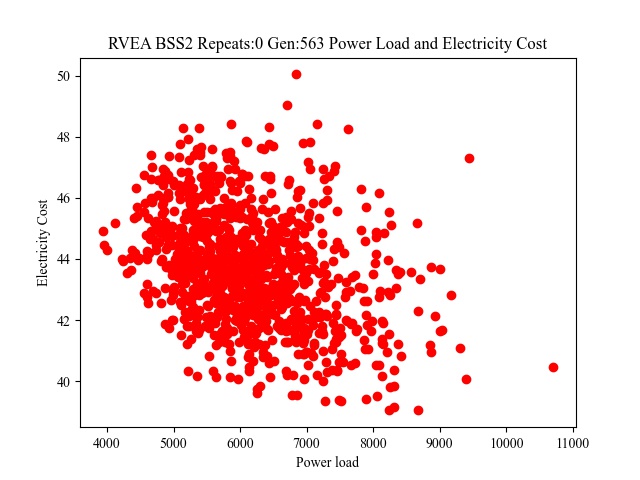 RVEA BSS2 Repeats:0 Gen:563 Power Load and Electricity Cost
50
48
46
44
42
40
Electricity Cost
4000 5000 6000 7000 8000 9000 10000 11000
Power load